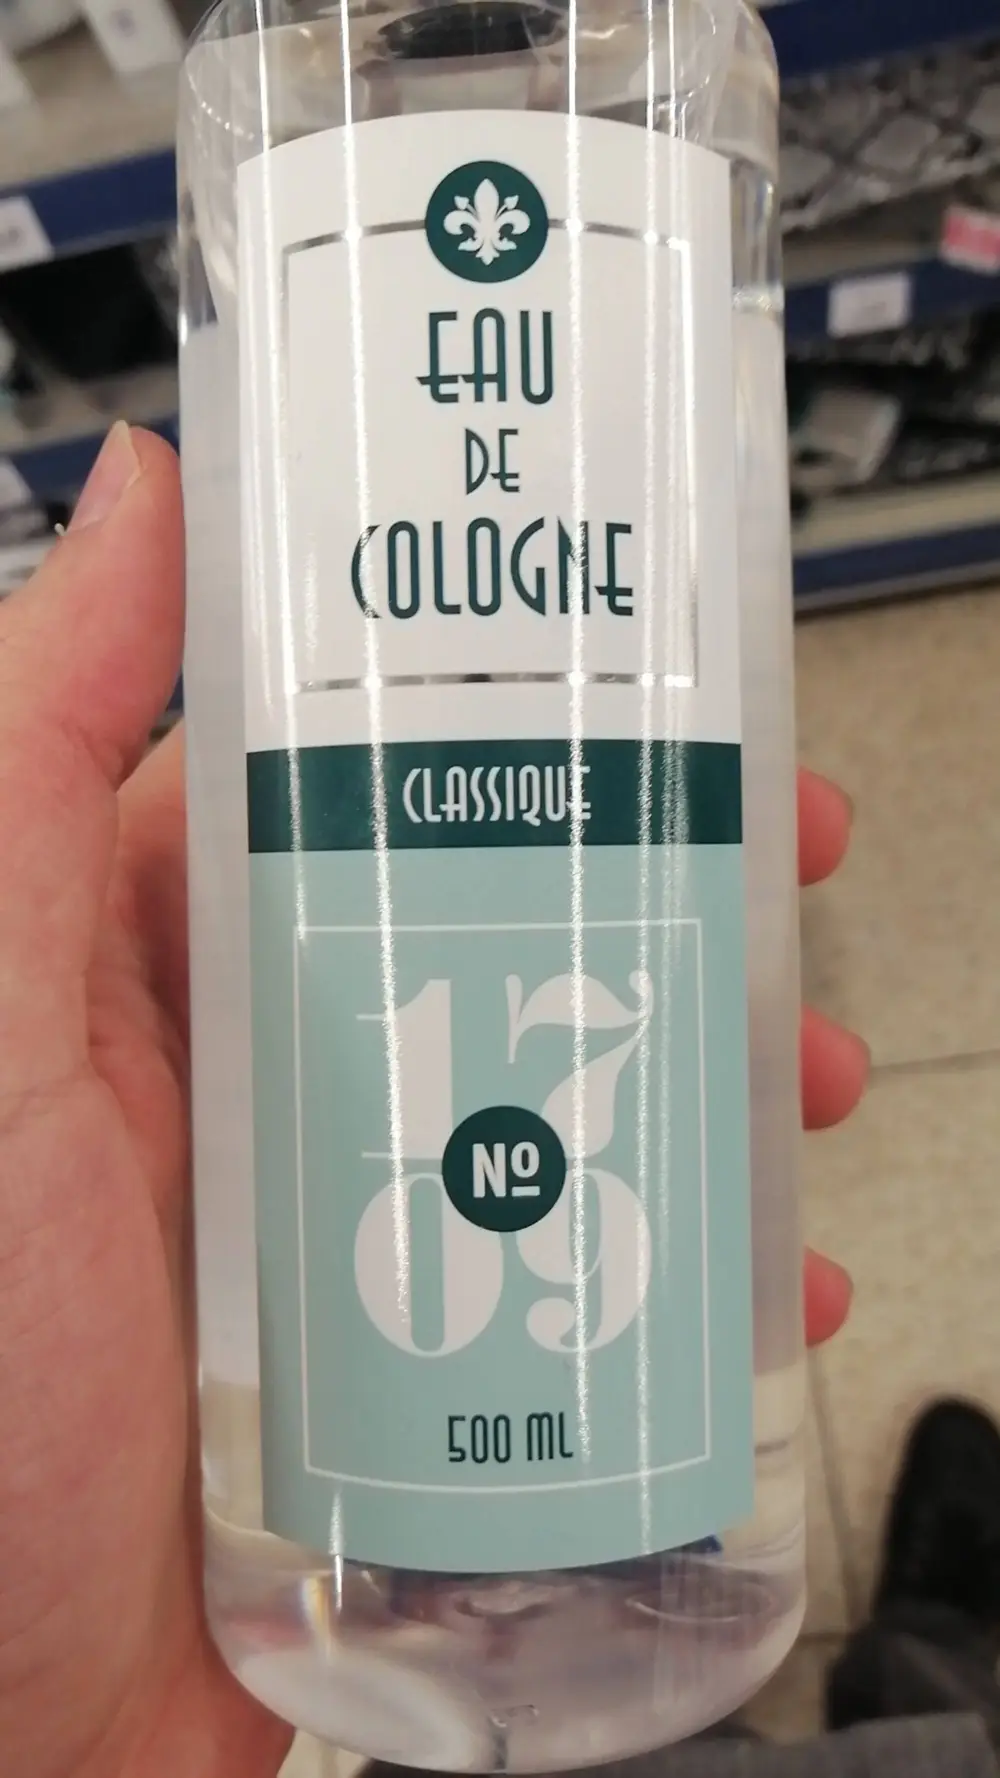 EAU
DE
COLOGNE
CLASSIQUE
17
Nº
09
500 ML